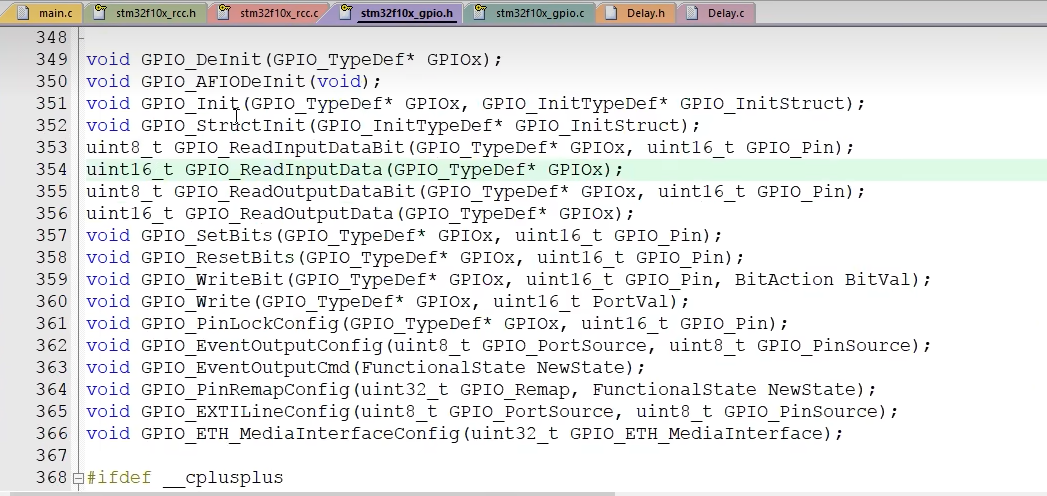 main.c stm32f10x_rcc.h stm32f10x_rcc.c stm32f10x_gpio.h stm32f10x_gpio.c Delay.h Delay.c
348
349 void GPIO_DeInit(GPIO_TypeDef* GPIOx);
350 void GPIO_AFIODeInit(void);
351 void GPIO_Init(GPIO_TypeDef* GPIOx, GPIO_InitTypeDef* GPIO_InitStruct);
352 void GPIO_StructInit(GPIO_InitTypeDef* GPIO_InitStruct);
353 uint8_t GPIO_ReadInputDataBit(GPIO_TypeDef* GPIOx, uint16_t GPIO_Pin);
354 uint16_t GPIO_ReadInputData(GPIO_TypeDef* GPIOx);
355 uint8_t GPIO_ReadOutputDataBit(GPIO_TypeDef* GPIOx, uint16_t GPIO_Pin);
356 uint16_t GPIO_ReadOutputData(GPIO_TypeDef* GPIOx);
357 void GPIO_SetBits(GPIO_TypeDef* GPIOx, uint16_t GPIO_Pin);
358 void GPIO_ResetBits(GPIO_TypeDef* GPIOx, uint16_t GPIO_Pin);
359 void GPIO_WriteBit(GPIO_TypeDef* GPIOx, uint16_t GPIO_Pin, BitAction BitVal);
360 void GPIO_Write(GPIO_TypeDef* GPIOx, uint16_t PortVal);
361 void GPIO_PinLockConfig(GPIO_TypeDef* GPIOx, uint16_t GPIO_Pin);
362 void GPIO_EventOutputConfig(uint8_t GPIO_PortSource, uint8_t GPIO_PinSource);
363 void GPIO_EventOutputCmd(FunctionalState NewState);
364 void GPIO_PinRemapConfig(uint32_t GPIO_Remap, FunctionalState NewState);
365 void GPIO_EXTILineConfig(uint8_t GPIO_PortSource, uint8_t GPIO_PinSource);
366 void GPIO_ETH_MediaInterfaceConfig(uint32_t GPIO_ETH_MediaInterface);
367
368 #ifdef __cplusplus